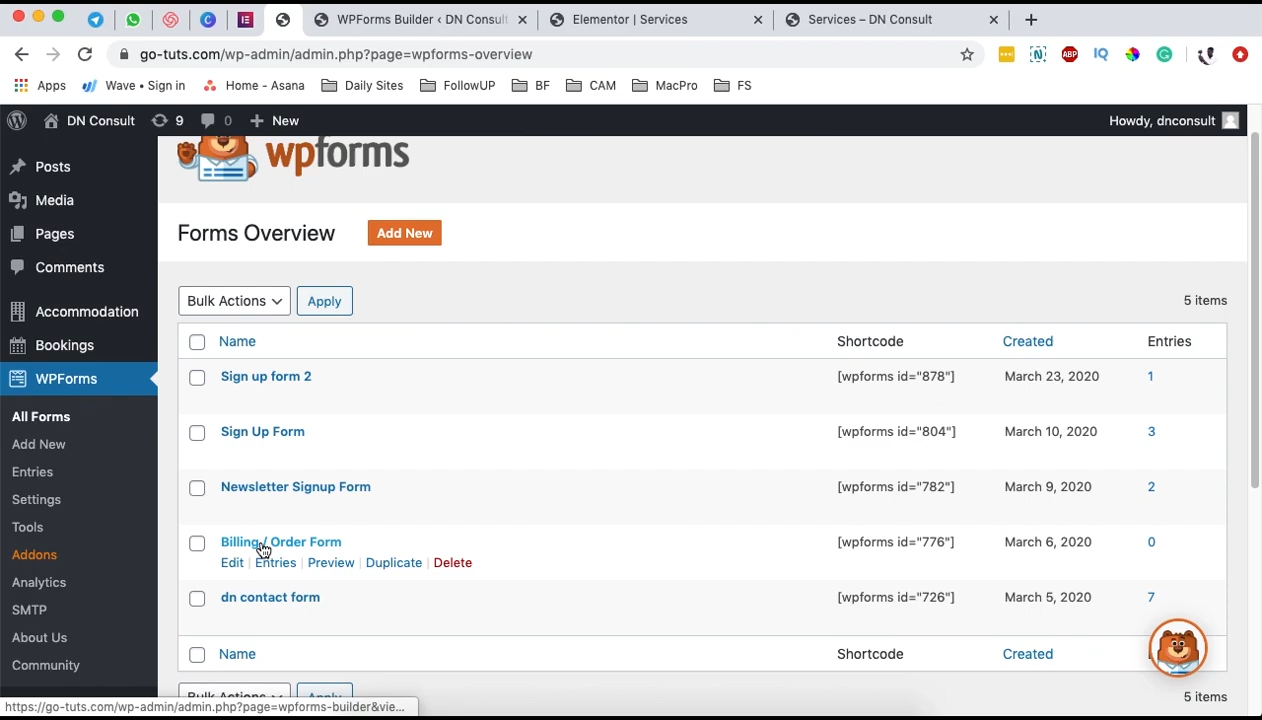 WPForms Builder ‹ DN Consult
Elementor | Services
Services – DN Consult
go-tuts.com/wp-admin/admin.php?page=wpforms-overview
ABP
IQ
Apps
Wave • Sign in
Home - Asana
Daily Sites
FollowUP
BF
CAM
MacPro
FS
DN Consult
9
0
New
Howdy, dnconsult
Posts
Media
Pages
Comments
Accommodation
Bookings
WPForms
All Forms
Add New
Entries
Settings
Tools
Addons
Analytics
SMTP
About Us
Community
wpforms
Forms Overview
Add New
Bulk Actions
Apply
5 items
Name
Shortcode
Created
Entries
Sign up form 2
[wpforms id="878"]
March 23, 2020
1
Sign Up Form
[wpforms id="804"]
March 10, 2020
3
Newsletter Signup Form
[wpforms id="782"]
March 9, 2020
2
Billing / Order Form
[wpforms id="776"]
March 6, 2020
0
Edit | Entries | Preview | Duplicate | Delete
dn contact form
[wpforms id="726"]
March 5, 2020
7
Name
Shortcode
Created
Bulk Actions
Apply
5 items
https://go-tuts.com/wp-admin/admin.php?page=wpforms-builder&vie...